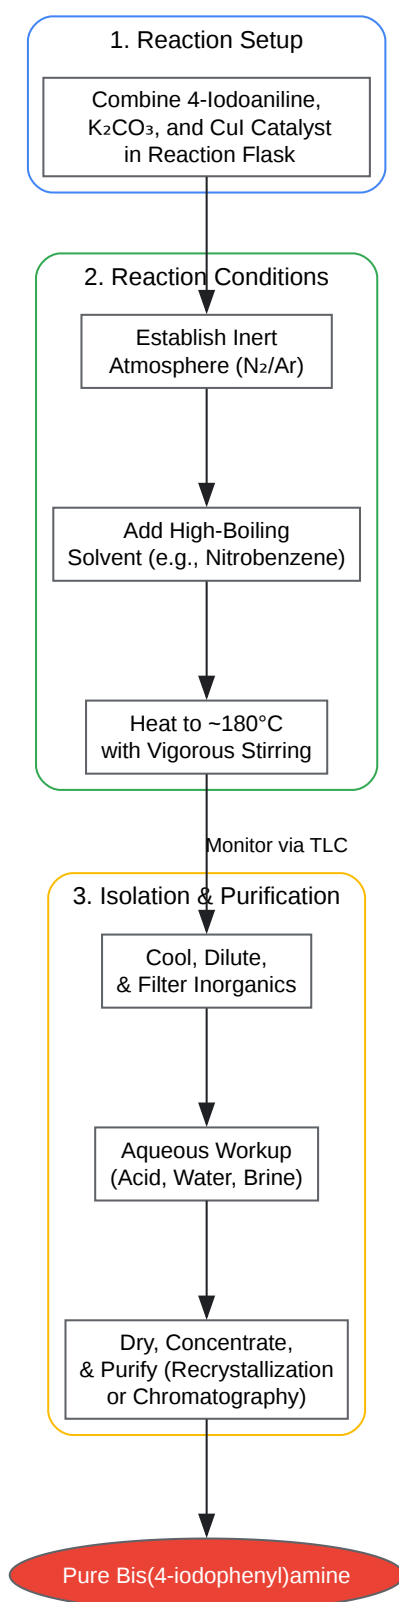 1. Reaction Setup
Combine 4-Iodoaniline,
K₂CO₃, and CuI Catalyst
in Reaction Flask
2. Reaction Conditions
Establish Inert
Atmosphere (N₂/Ar)
Add High-Boiling
Solvent (e.g., Nitrobenzene)
Heat to ~180°C
with Vigorous Stirring
Monitor via TLC
3. Isolation & Purification
Cool, Dilute,
& Filter Inorganics
Aqueous Workup
(Acid, Water, Brine)
Dry, Concentrate,
& Purify (Recrystallization
or Chromatography)
Pure Bis(4-iodophenyl)amine